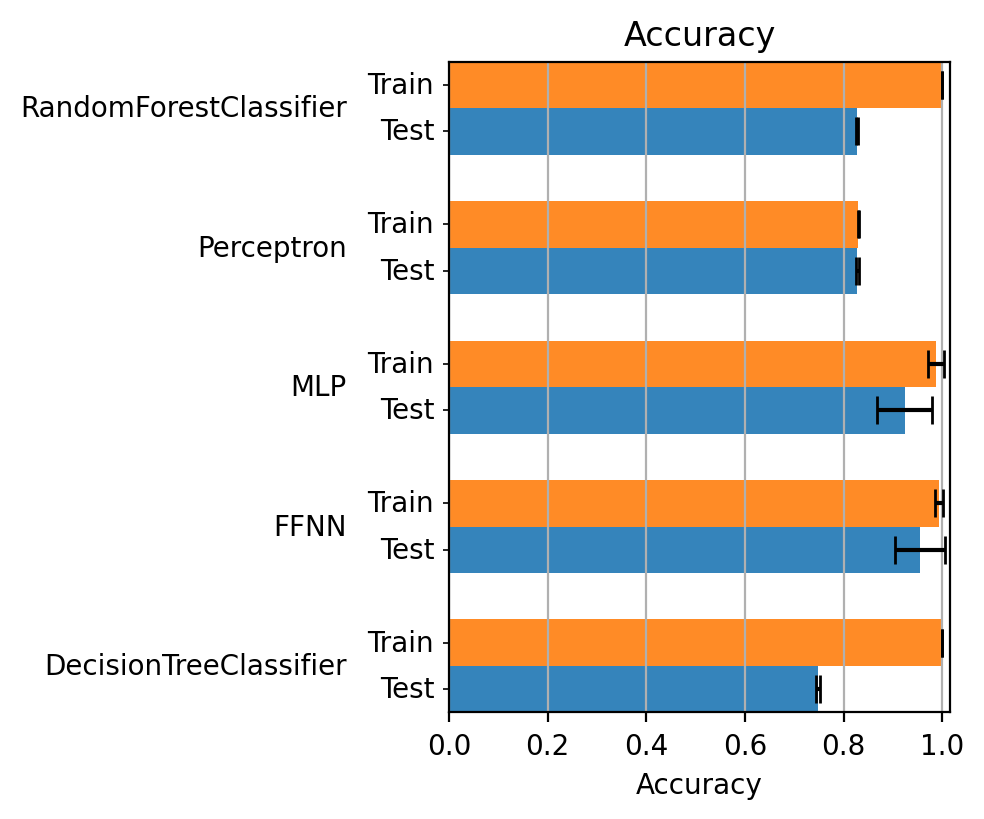 Accuracy
Train
RandomForestClassifier
Test
Train
Perceptron
Test
Train
MLP
Test
Train
FFNN
Test
Train
DecisionTreeClassifier
Test
0.0 0.2 0.4 0.6 0.8 1.0
Accuracy